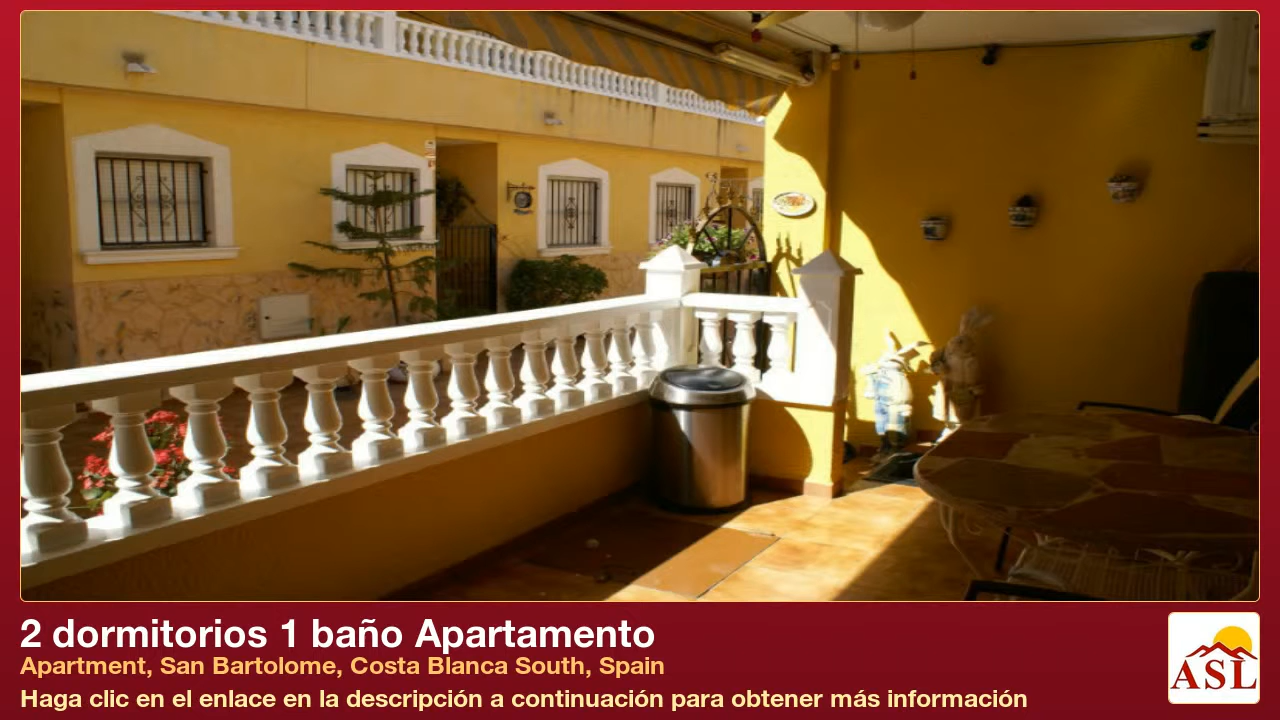 2 dormitorios 1 baño Apartamento
Apartment, San Bartolome, Costa Blanca South, Spain
Haga clic en el enlace en la descripción a continuación para obtener más información
ASL